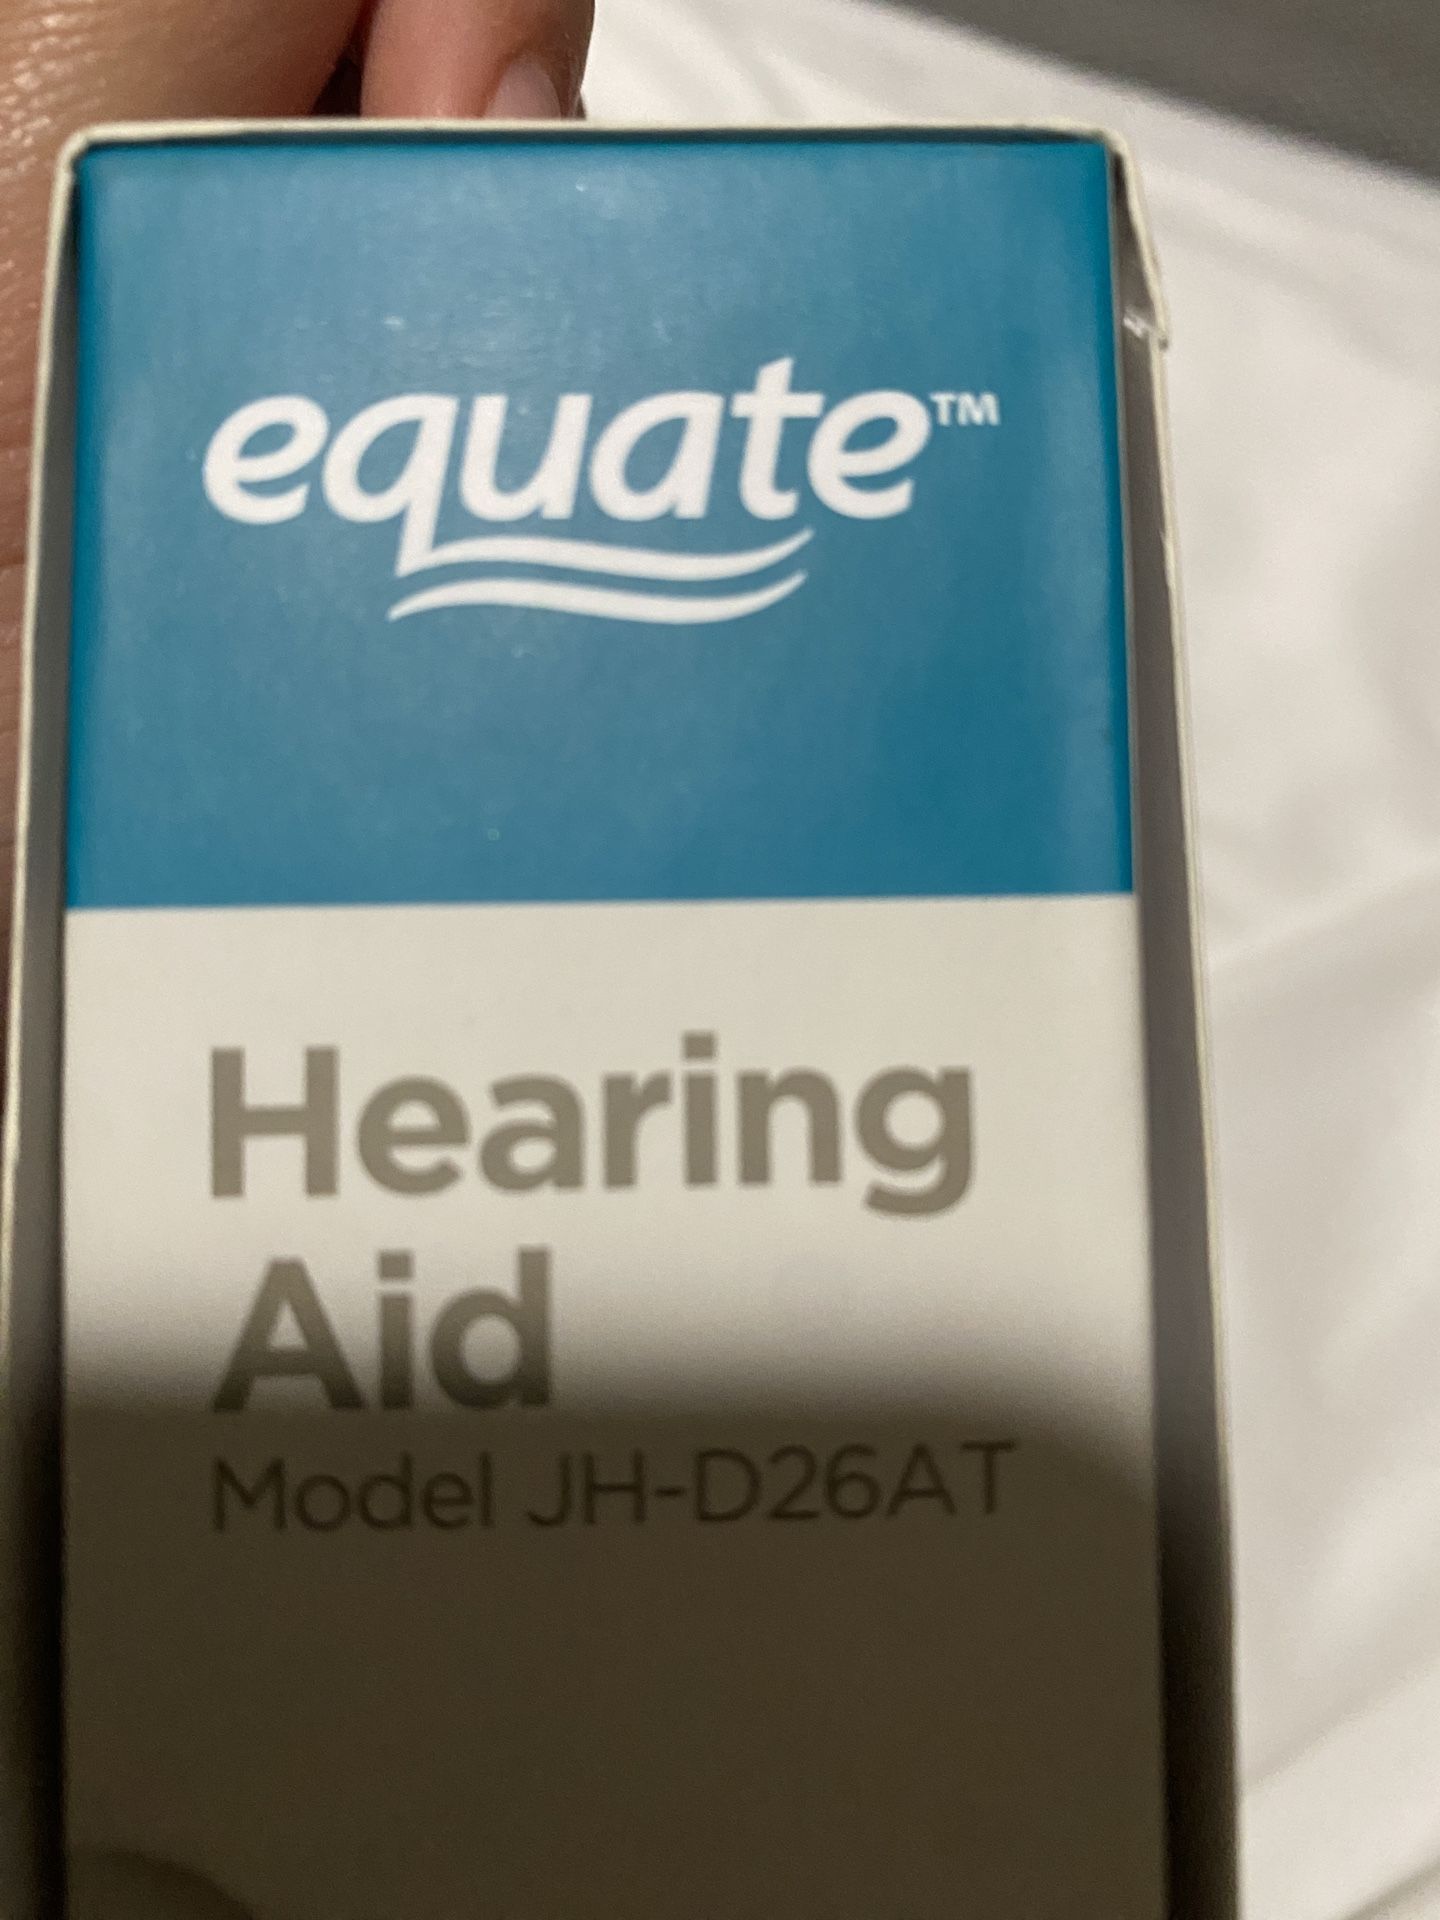 equate™
Hearing
Aid
Model JH-D26AT